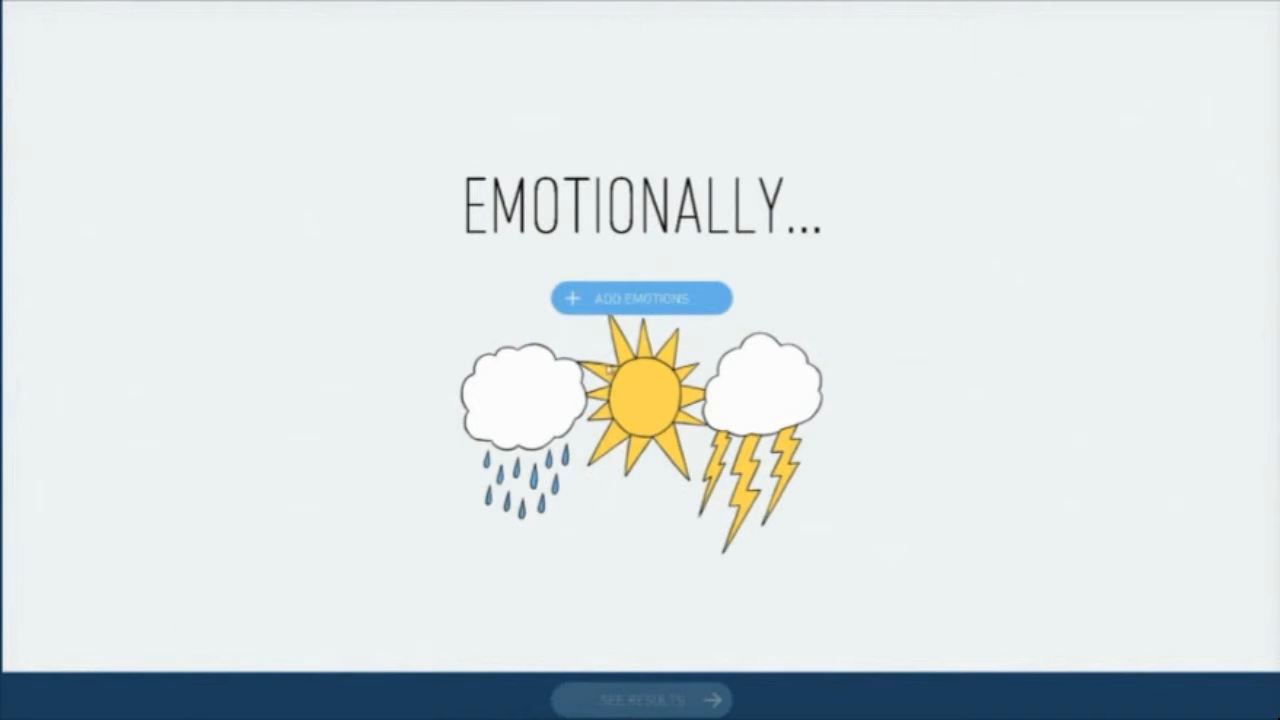 EMOTIONALLY...
+ ADD EMOTIONS
SEE RESULTS →